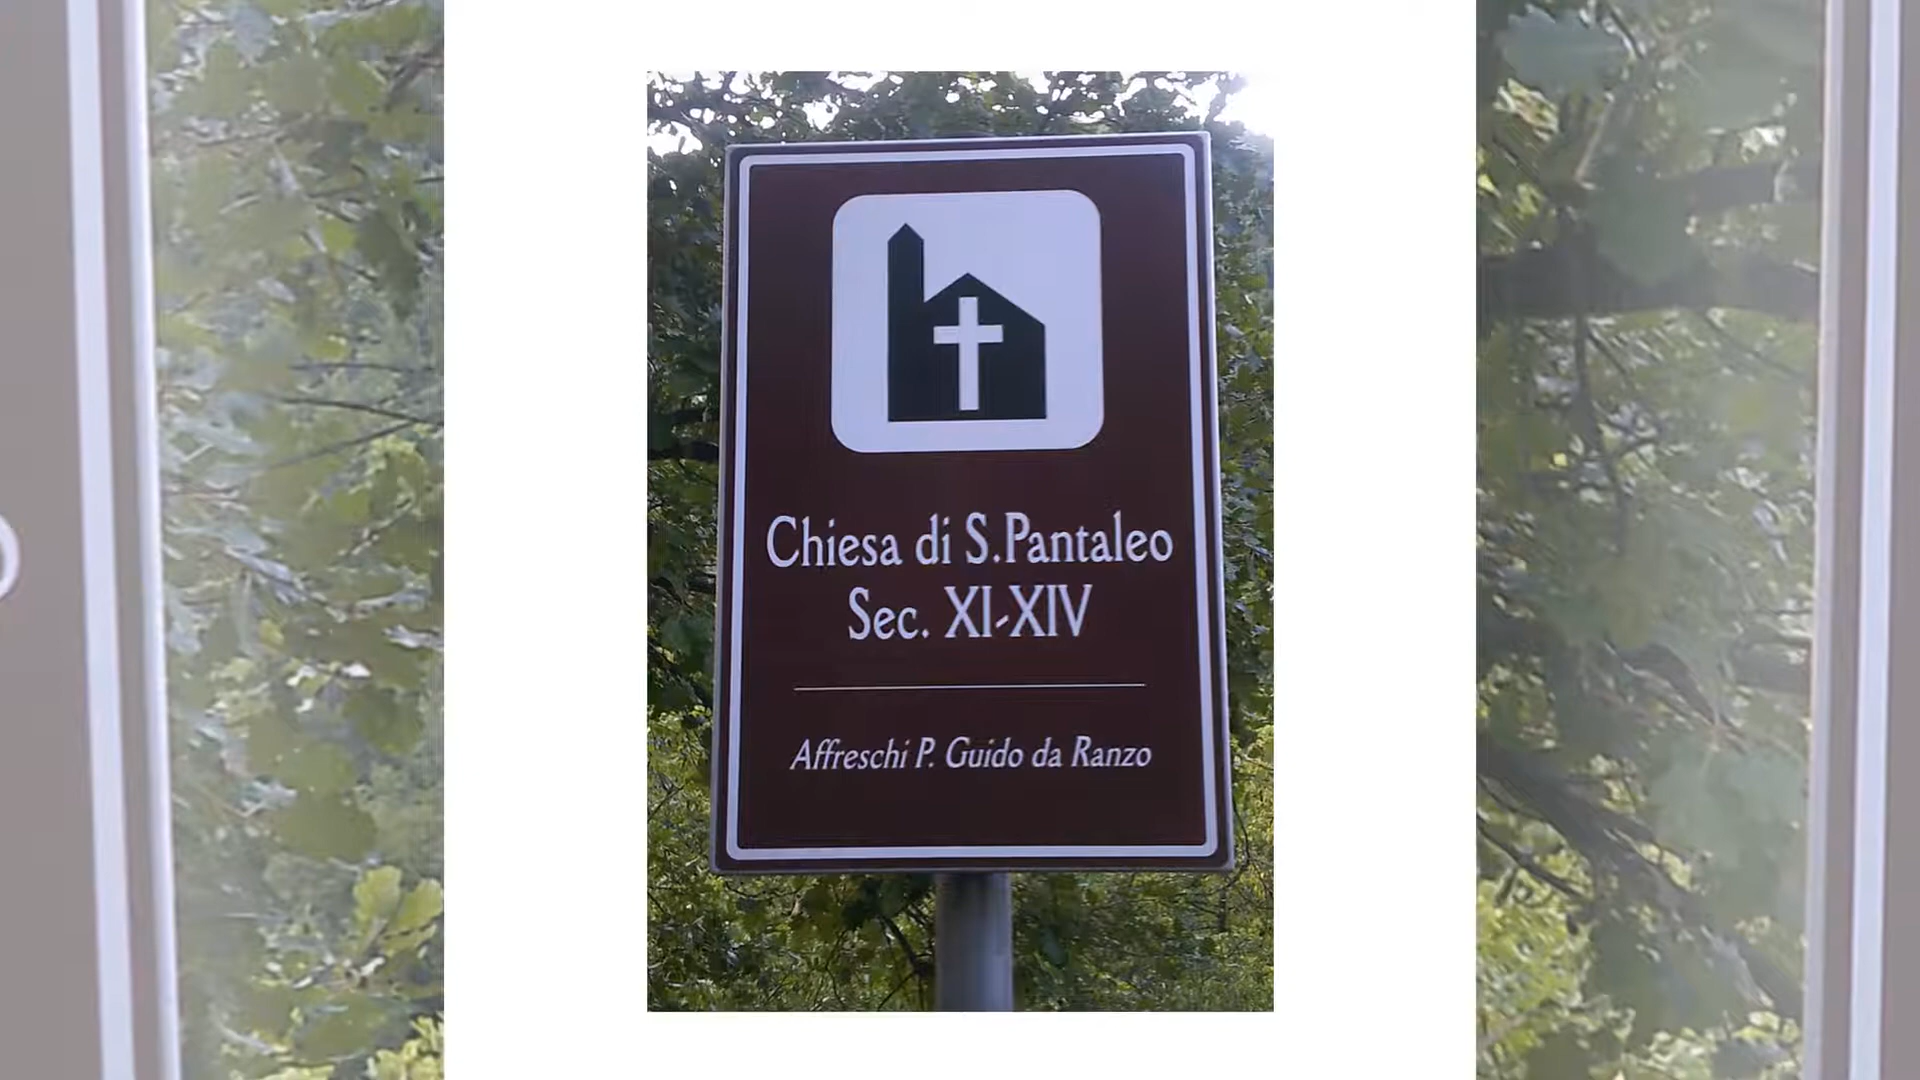 Chiesa di S.Pantaleo
Sec. XI-XIV
Affreschi P. Guido da Ranzo